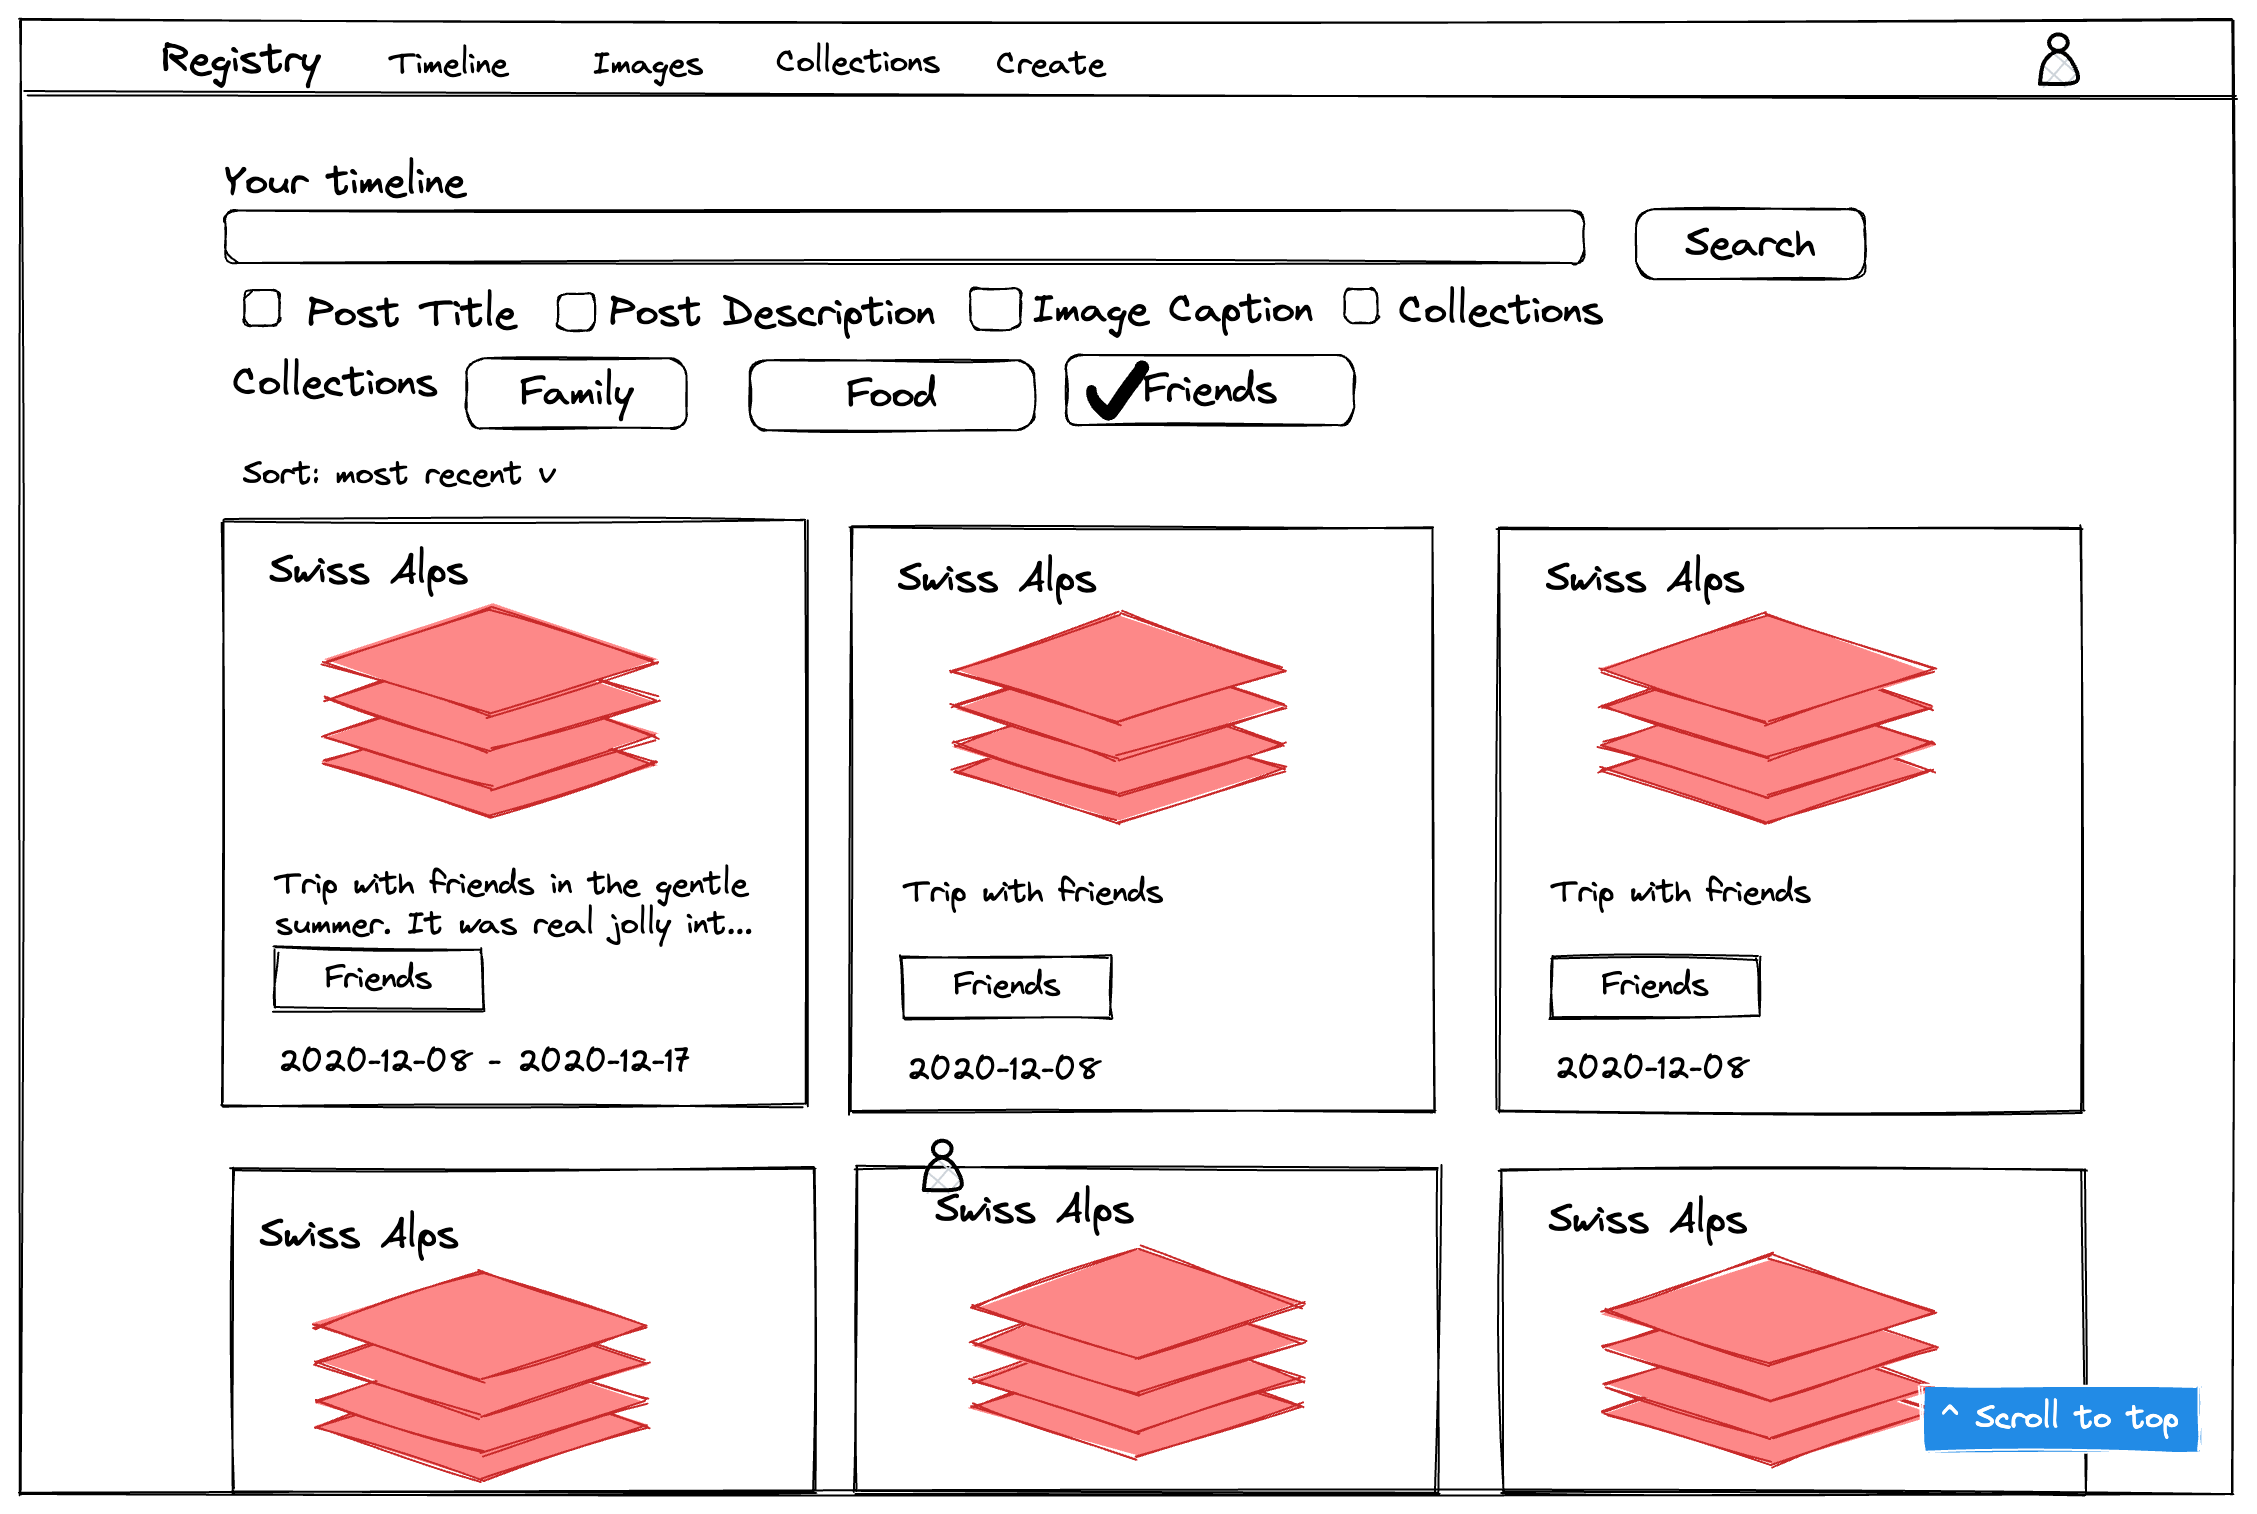 Registry Timeline Images Collections Create
Your timeline
Search
Post Title Post Description Image Caption Collections
Collections Family Food Friends
Sort: most recent v
Swiss Alps
Trip with friends in the gentle
summer. It was real jolly int...
Friends
2020-12-08 - 2020-12-17
Swiss Alps
Trip with friends
Friends
2020-12-08
Swiss Alps
Trip with friends
Friends
2020-12-08
Swiss Alps
Swiss Alps
Swiss Alps
^ Scroll to top